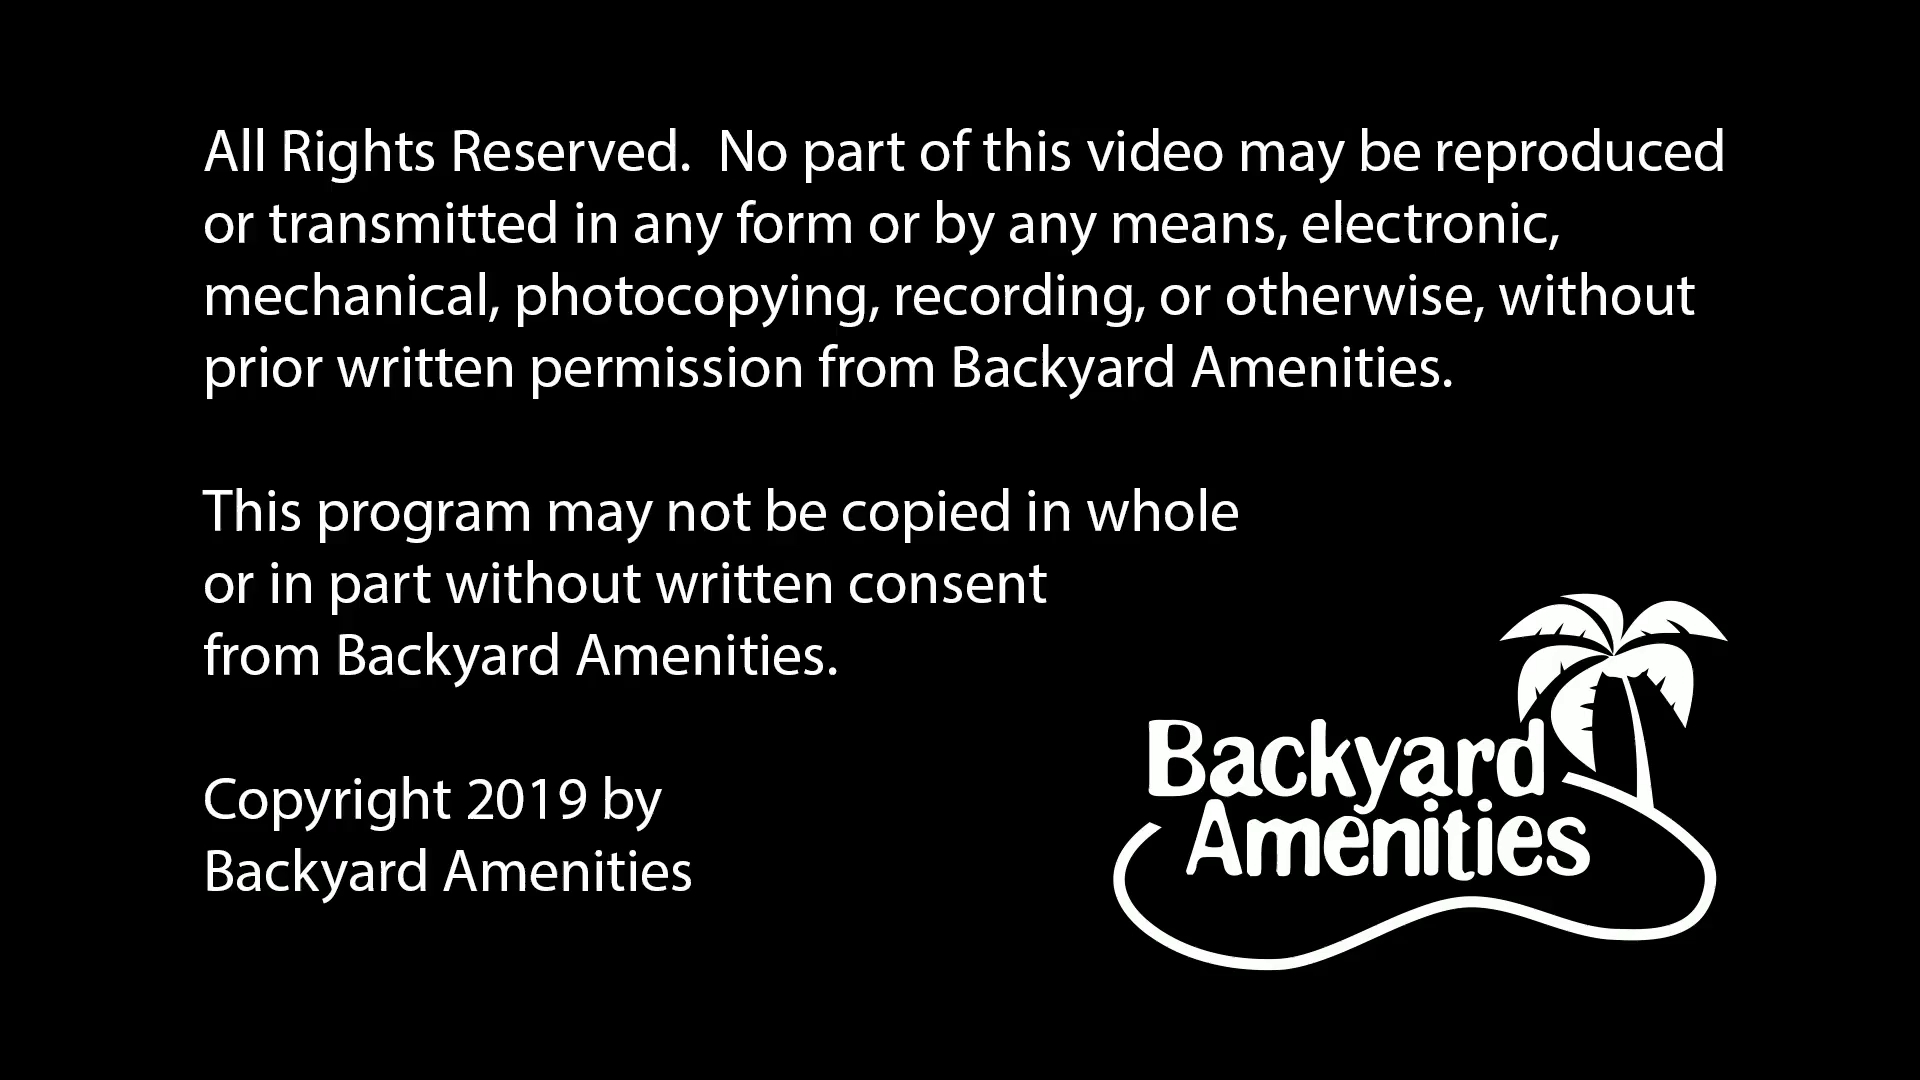 All Rights Reserved.  No part of this video may be reproduced
or transmitted in any form or by any means, electronic,
mechanical, photocopying, recording, or otherwise, without
prior written permission from Backyard Amenities.
This program may not be copied in whole
or in part without written consent
from Backyard Amenities.
Copyright 2019 by
Backyard Amenities
Backyard
Amenities